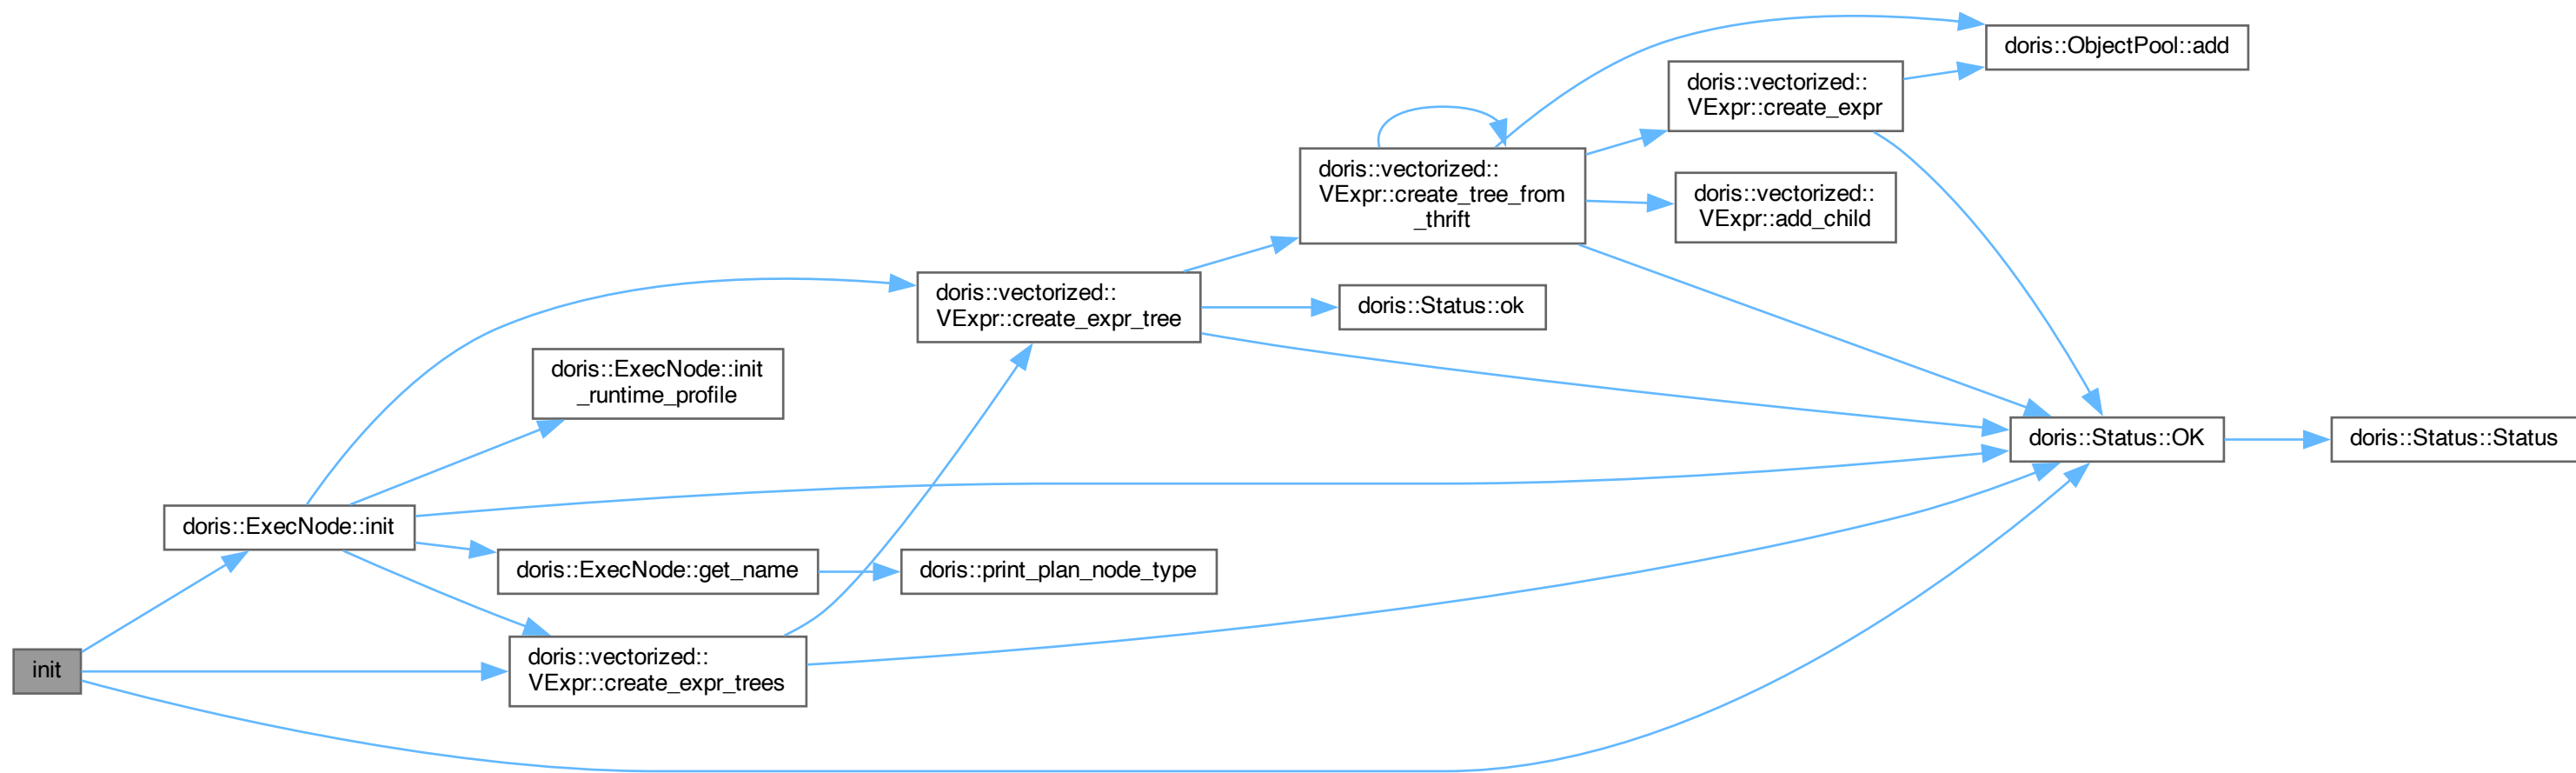 doris::ObjectPool::add
doris::vectorized::
VExpr::create_expr
doris::vectorized::
VExpr::create_tree_from
_thrift
doris::vectorized::
VExpr::add_child
doris::vectorized::
VExpr::create_expr_tree
doris::Status::ok
doris::ExecNode::init
_runtime_profile
doris::Status::OK
doris::Status::Status
doris::ExecNode::init
doris::ExecNode::get_name
doris::print_plan_node_type
init
doris::vectorized::
VExpr::create_expr_trees